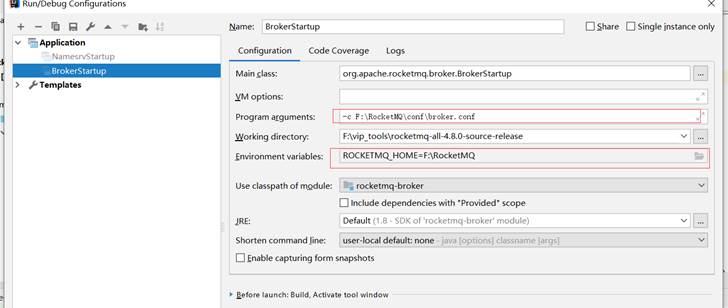 Run/Debug Configurations
Name: BrokerStartup
Share
Single instance only
Application
NamesrvStartup
BrokerStartup
Templates
Configuration Code Coverage Logs
Main class: org.apache.rocketmq.broker.BrokerStartup ...
VM options:
Program arguments: -c F:\RocketMQ\conf\broker.conf
Working directory: F:\vip_tools\rocketmq-all-4.8.0-source-release ...
Environment variables: ROCKETMQ_HOME=F:\RocketMQ
Use classpath of module: rocketmq-broker
Include dependencies with "Provided" scope
JRE: Default (1.8 - SDK of 'rocketmq-broker' module) ...
Shorten command line: user-local default: none - java [options] classname [args]
Enable capturing form snapshots
Before launch: Build, Activate tool window